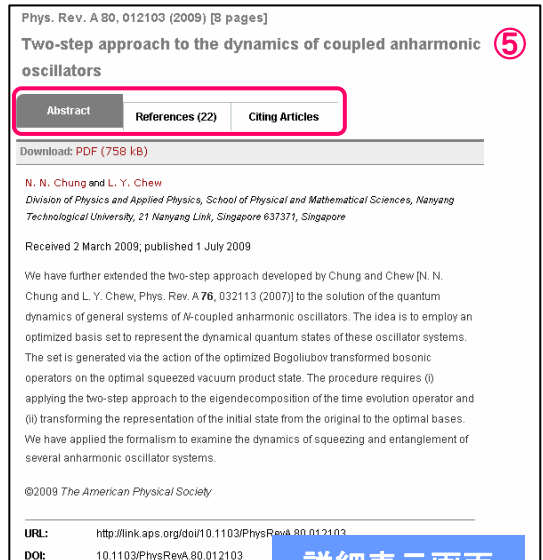 Phys. Rev. A 80, 012103 (2009) [8 pages]
Two-step approach to the dynamics of coupled anharmonic
oscillators
⑤
Abstract References (22) Citing Articles
Download: PDF (758 kB)
N. N. Chung and L. Y. Chew
Division of Physics and Applied Physics, School of Physical and Mathematical Sciences, Nanyang
Technological University, 21 Nanyang Link, Singapore 637371, Singapore
Received 2 March 2009; published 1 July 2009
We have further extended the two-step approach developed by Chung and Chew [N. N.
Chung and L. Y. Chew, Phys. Rev. A 76, 032113 (2007)] to the solution of the quantum
dynamics of general systems of N-coupled anharmonic oscillators. The idea is to employ an
optimized basis set to represent the dynamical quantum states of these oscillator systems.
The set is generated via the action of the optimized Bogoliubov transformed bosonic
operators on the optimal squeezed vacuum product state. The procedure requires (i)
applying the two-step approach to the eigendecomposition of the time evolution operator and
(ii) transforming the representation of the initial state from the original to the optimal bases.
We have applied the formalism to examine the dynamics of squeezing and entanglement of
several anharmonic oscillator systems.
©2009 The American Physical Society
URL: http://link.aps.org/doi/10.1103/PhysRevA.80.012103
DOI: 10.1103/PhysRevA.80.012103
詳細表示画面